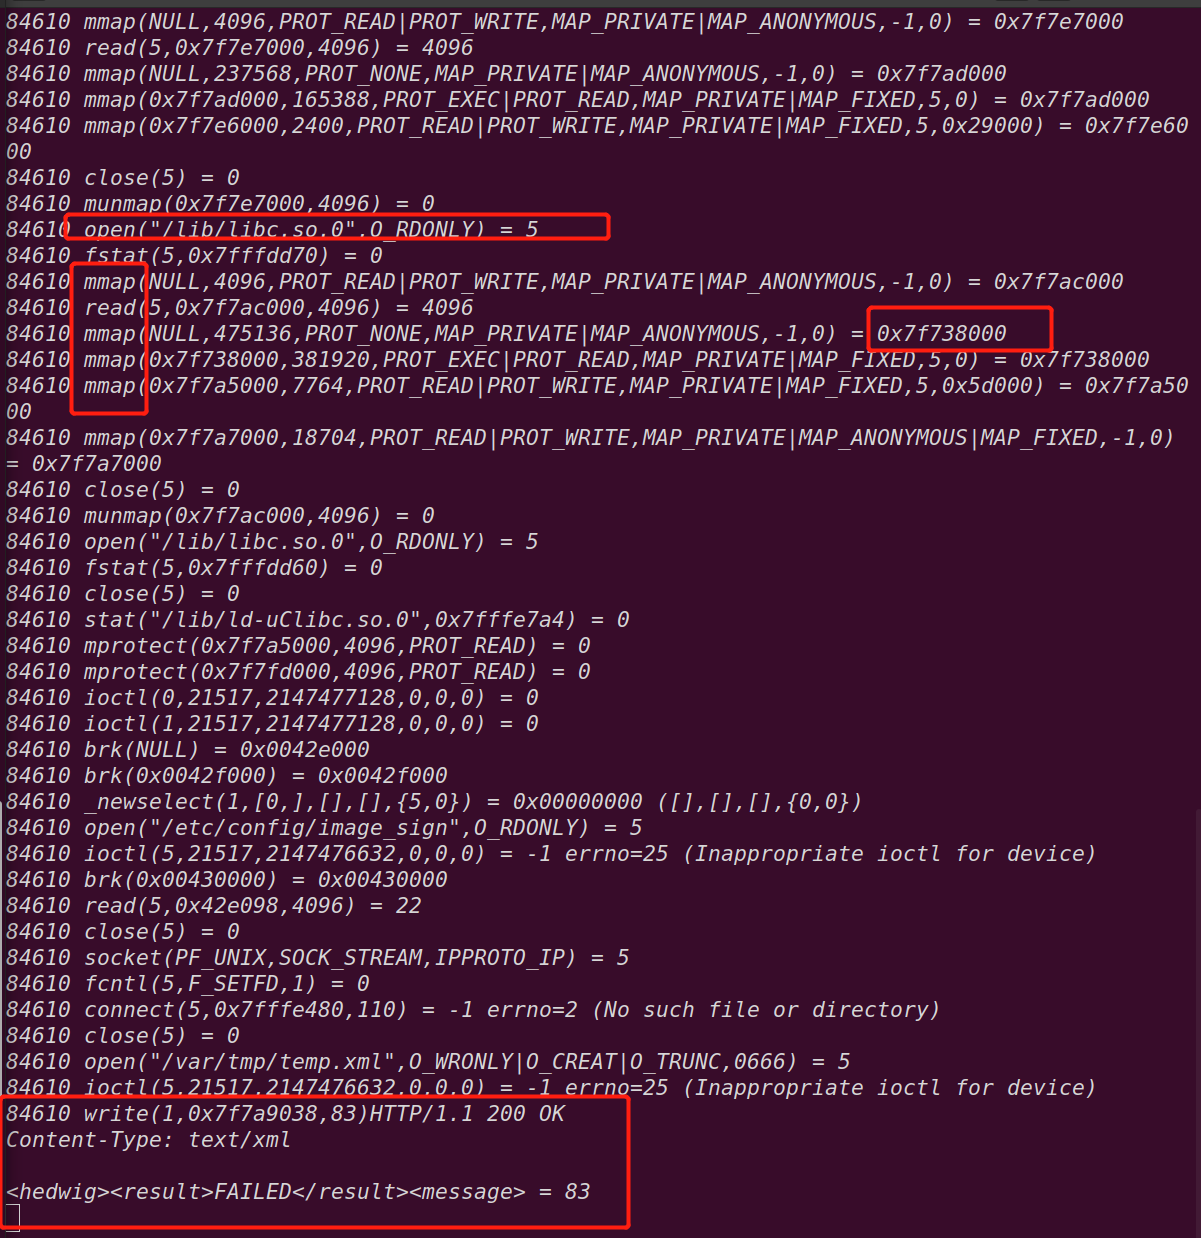 84610 mmap(NULL,4096,PROT_READ|PROT_WRITE,MAP_PRIVATE|MAP_ANONYMOUS,-1,0) = 0x7f7e7000
84610 read(5,0x7f7e7000,4096) = 4096
84610 mmap(NULL,237568,PROT_NONE,MAP_PRIVATE|MAP_ANONYMOUS,-1,0) = 0x7f7ad000
84610 mmap(0x7f7ad000,165388,PROT_EXEC|PROT_READ,MAP_PRIVATE|MAP_FIXED,5,0) = 0x7f7ad000
84610 mmap(0x7f7e6000,2400,PROT_READ|PROT_WRITE,MAP_PRIVATE|MAP_FIXED,5,0x29000) = 0x7f7e60
00
84610 close(5) = 0
84610 munmap(0x7f7e7000,4096) = 0
84610 open("/lib/libc.so.0",O_RDONLY) = 5
84610 fstat(5,0x7fffdd70) = 0
84610 mmap(NULL,4096,PROT_READ|PROT_WRITE,MAP_PRIVATE|MAP_ANONYMOUS,-1,0) = 0x7f7ac000
84610 read(5,0x7f7ac000,4096) = 4096
84610 mmap(NULL,475136,PROT_NONE,MAP_PRIVATE|MAP_ANONYMOUS,-1,0) = 0x7f738000
84610 mmap(0x7f738000,381920,PROT_EXEC|PROT_READ,MAP_PRIVATE|MAP_FIXED,5,0) = 0x7f738000
84610 mmap(0x7f7a5000,7764,PROT_READ|PROT_WRITE,MAP_PRIVATE|MAP_FIXED,5,0x5d000) = 0x7f7a50
00
84610 mmap(0x7f7a7000,18704,PROT_READ|PROT_WRITE,MAP_PRIVATE|MAP_ANONYMOUS|MAP_FIXED,-1,0)
= 0x7f7a7000
84610 close(5) = 0
84610 munmap(0x7f7ac000,4096) = 0
84610 open("/lib/libc.so.0",O_RDONLY) = 5
84610 fstat(5,0x7fffdd60) = 0
84610 close(5) = 0
84610 stat("/lib/ld-uClibc.so.0",0x7fffe7a4) = 0
84610 mprotect(0x7f7a5000,4096,PROT_READ) = 0
84610 mprotect(0x7f7fd000,4096,PROT_READ) = 0
84610 ioctl(0,21517,2147477128,0,0,0) = 0
84610 ioctl(1,21517,2147477128,0,0,0) = 0
84610 brk(NULL) = 0x0042e000
84610 brk(0x0042f000) = 0x0042f000
84610 _newselect(1,[0,],[],[],{5,0}) = 0x00000000 ([],[],[],{0,0})
84610 open("/etc/config/image_sign",O_RDONLY) = 5
84610 ioctl(5,21517,2147476632,0,0,0) = -1 errno=25 (Inappropriate ioctl for device)
84610 brk(0x00430000) = 0x00430000
84610 read(5,0x42e098,4096) = 22
84610 close(5) = 0
84610 socket(PF_UNIX,SOCK_STREAM,IPPROTO_IP) = 5
84610 fcntl(5,F_SETFD,1) = 0
84610 connect(5,0x7fffe480,110) = -1 errno=2 (No such file or directory)
84610 close(5) = 0
84610 open("/var/tmp/temp.xml",O_WRONLY|O_CREAT|O_TRUNC,0666) = 5
84610 ioctl(5,21517,2147476632,0,0,0) = -1 errno=25 (Inappropriate ioctl for device)
84610 write(1,0x7f7a9038,83)HTTP/1.1 200 OK
Content-Type: text/xml
<hedwig><result>FAILED</result><message> = 83